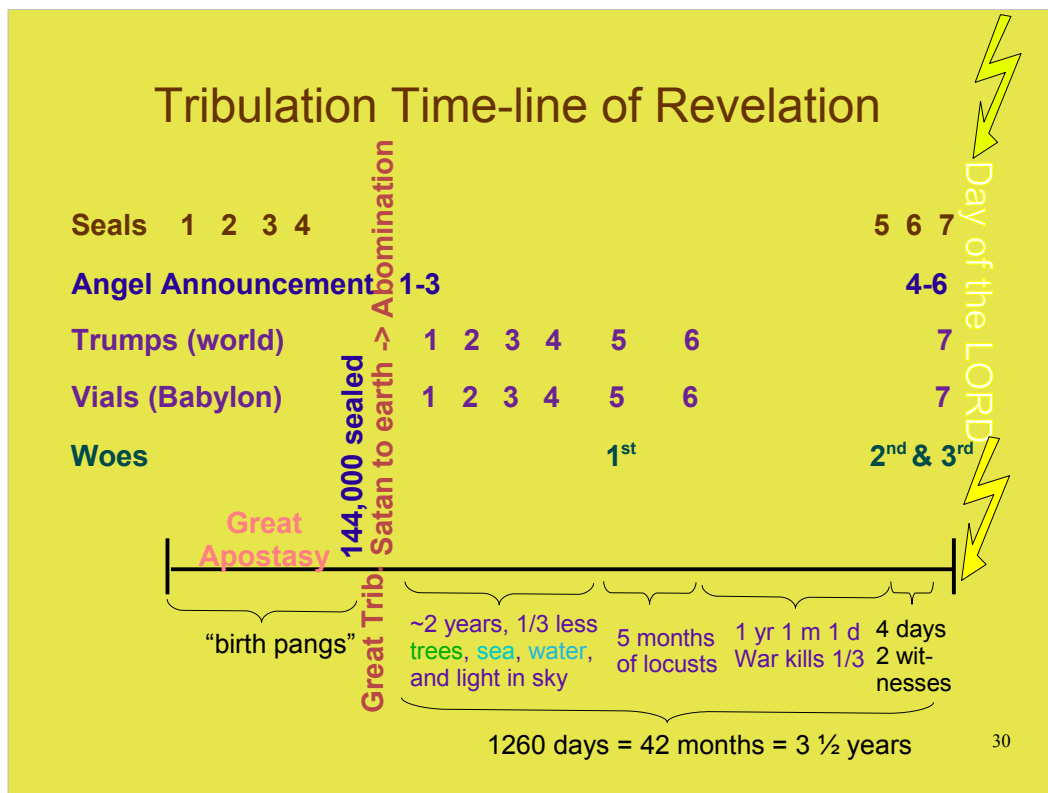 Tribulation Time-line of Revelation
Seals 1 2 3 4 5 6 7
Angel Announcement 1-3 4-6
Trumps (world) 1 2 3 4 5 6 7
Vials (Babylon) 1 2 3 4 5 6 7
Woes 1st 2nd & 3rd
144,000 sealed
Great Trib. Satan to earth -> Abomination
Day of the LORD
Great
Apostasy
“birth pangs”
~2 years, 1/3 less
trees, sea, water,
and light in sky
5 months
of locusts
1 yr 1 m 1 d
War kills 1/3
4 days
2 wit-
nesses
1260 days = 42 months = 3 ½ years
30